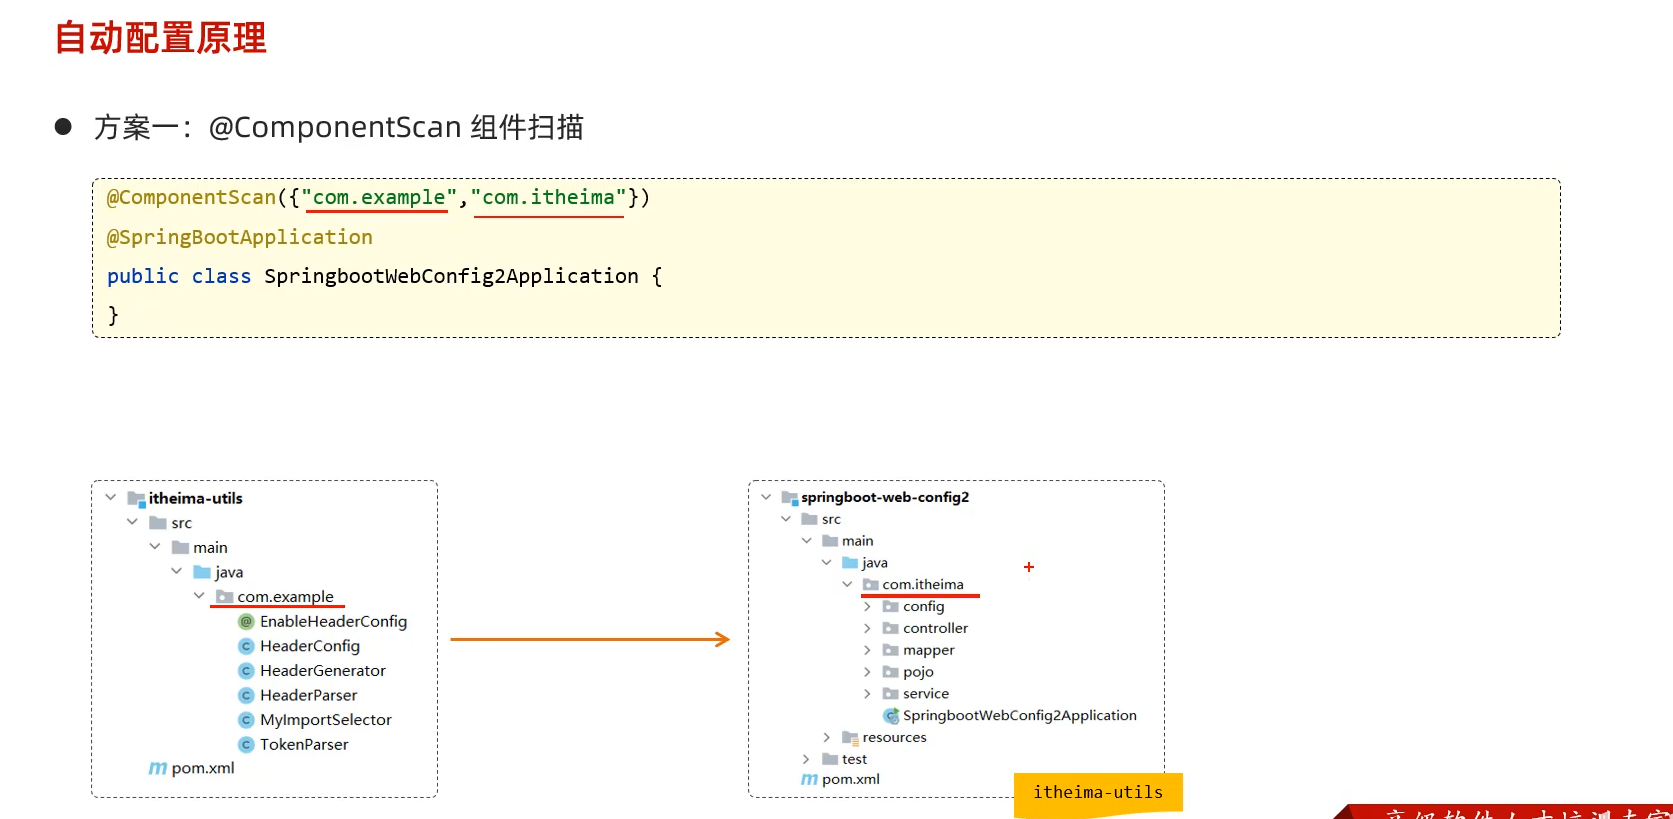 自动配置原理
方案一：@ComponentScan 组件扫描
@ComponentScan({"com.example","com.itheima"})
@SpringBootApplication
public class SpringbootWebConfig2Application {
}
itheima-utils
src
main
java
com.example
EnableHeaderConfig
HeaderConfig
HeaderGenerator
HeaderParser
MyImportSelector
TokenParser
pom.xml
springboot-web-config2
src
main
java
com.itheima
config
controller
mapper
pojo
service
SpringbootWebConfig2Application
resources
test
pom.xml
itheima-utils